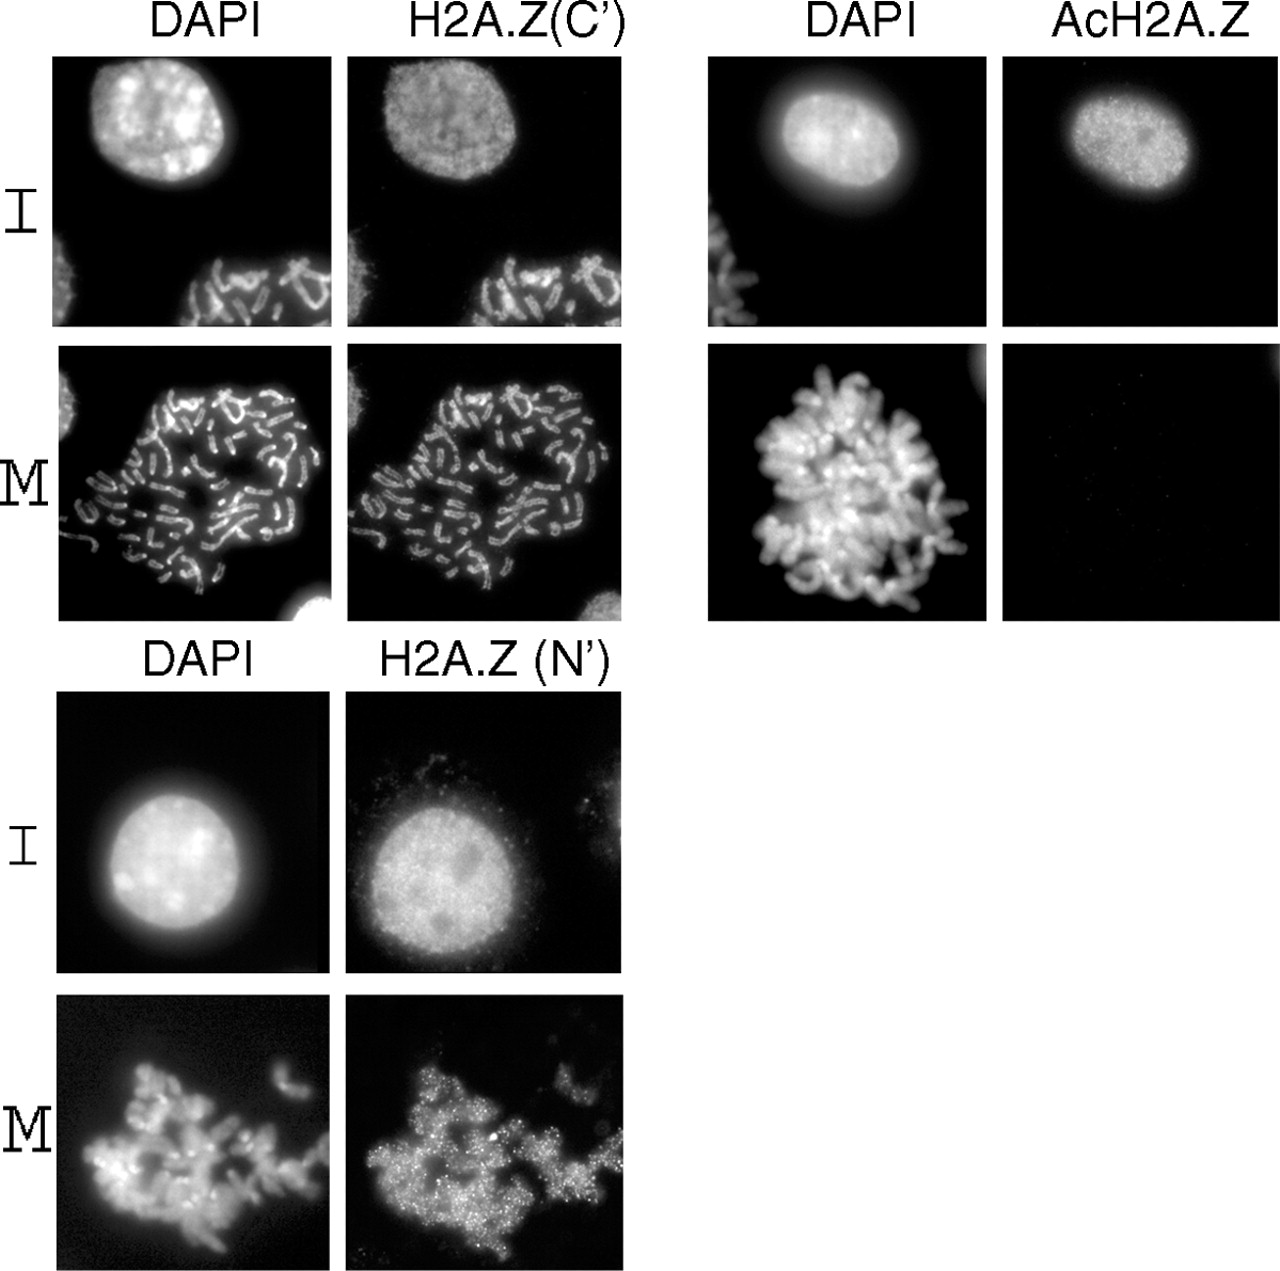 DAPI H2A.Z(C’) DAPI AcH2A.Z
I
M
DAPI H2A.Z (N’)
I
M